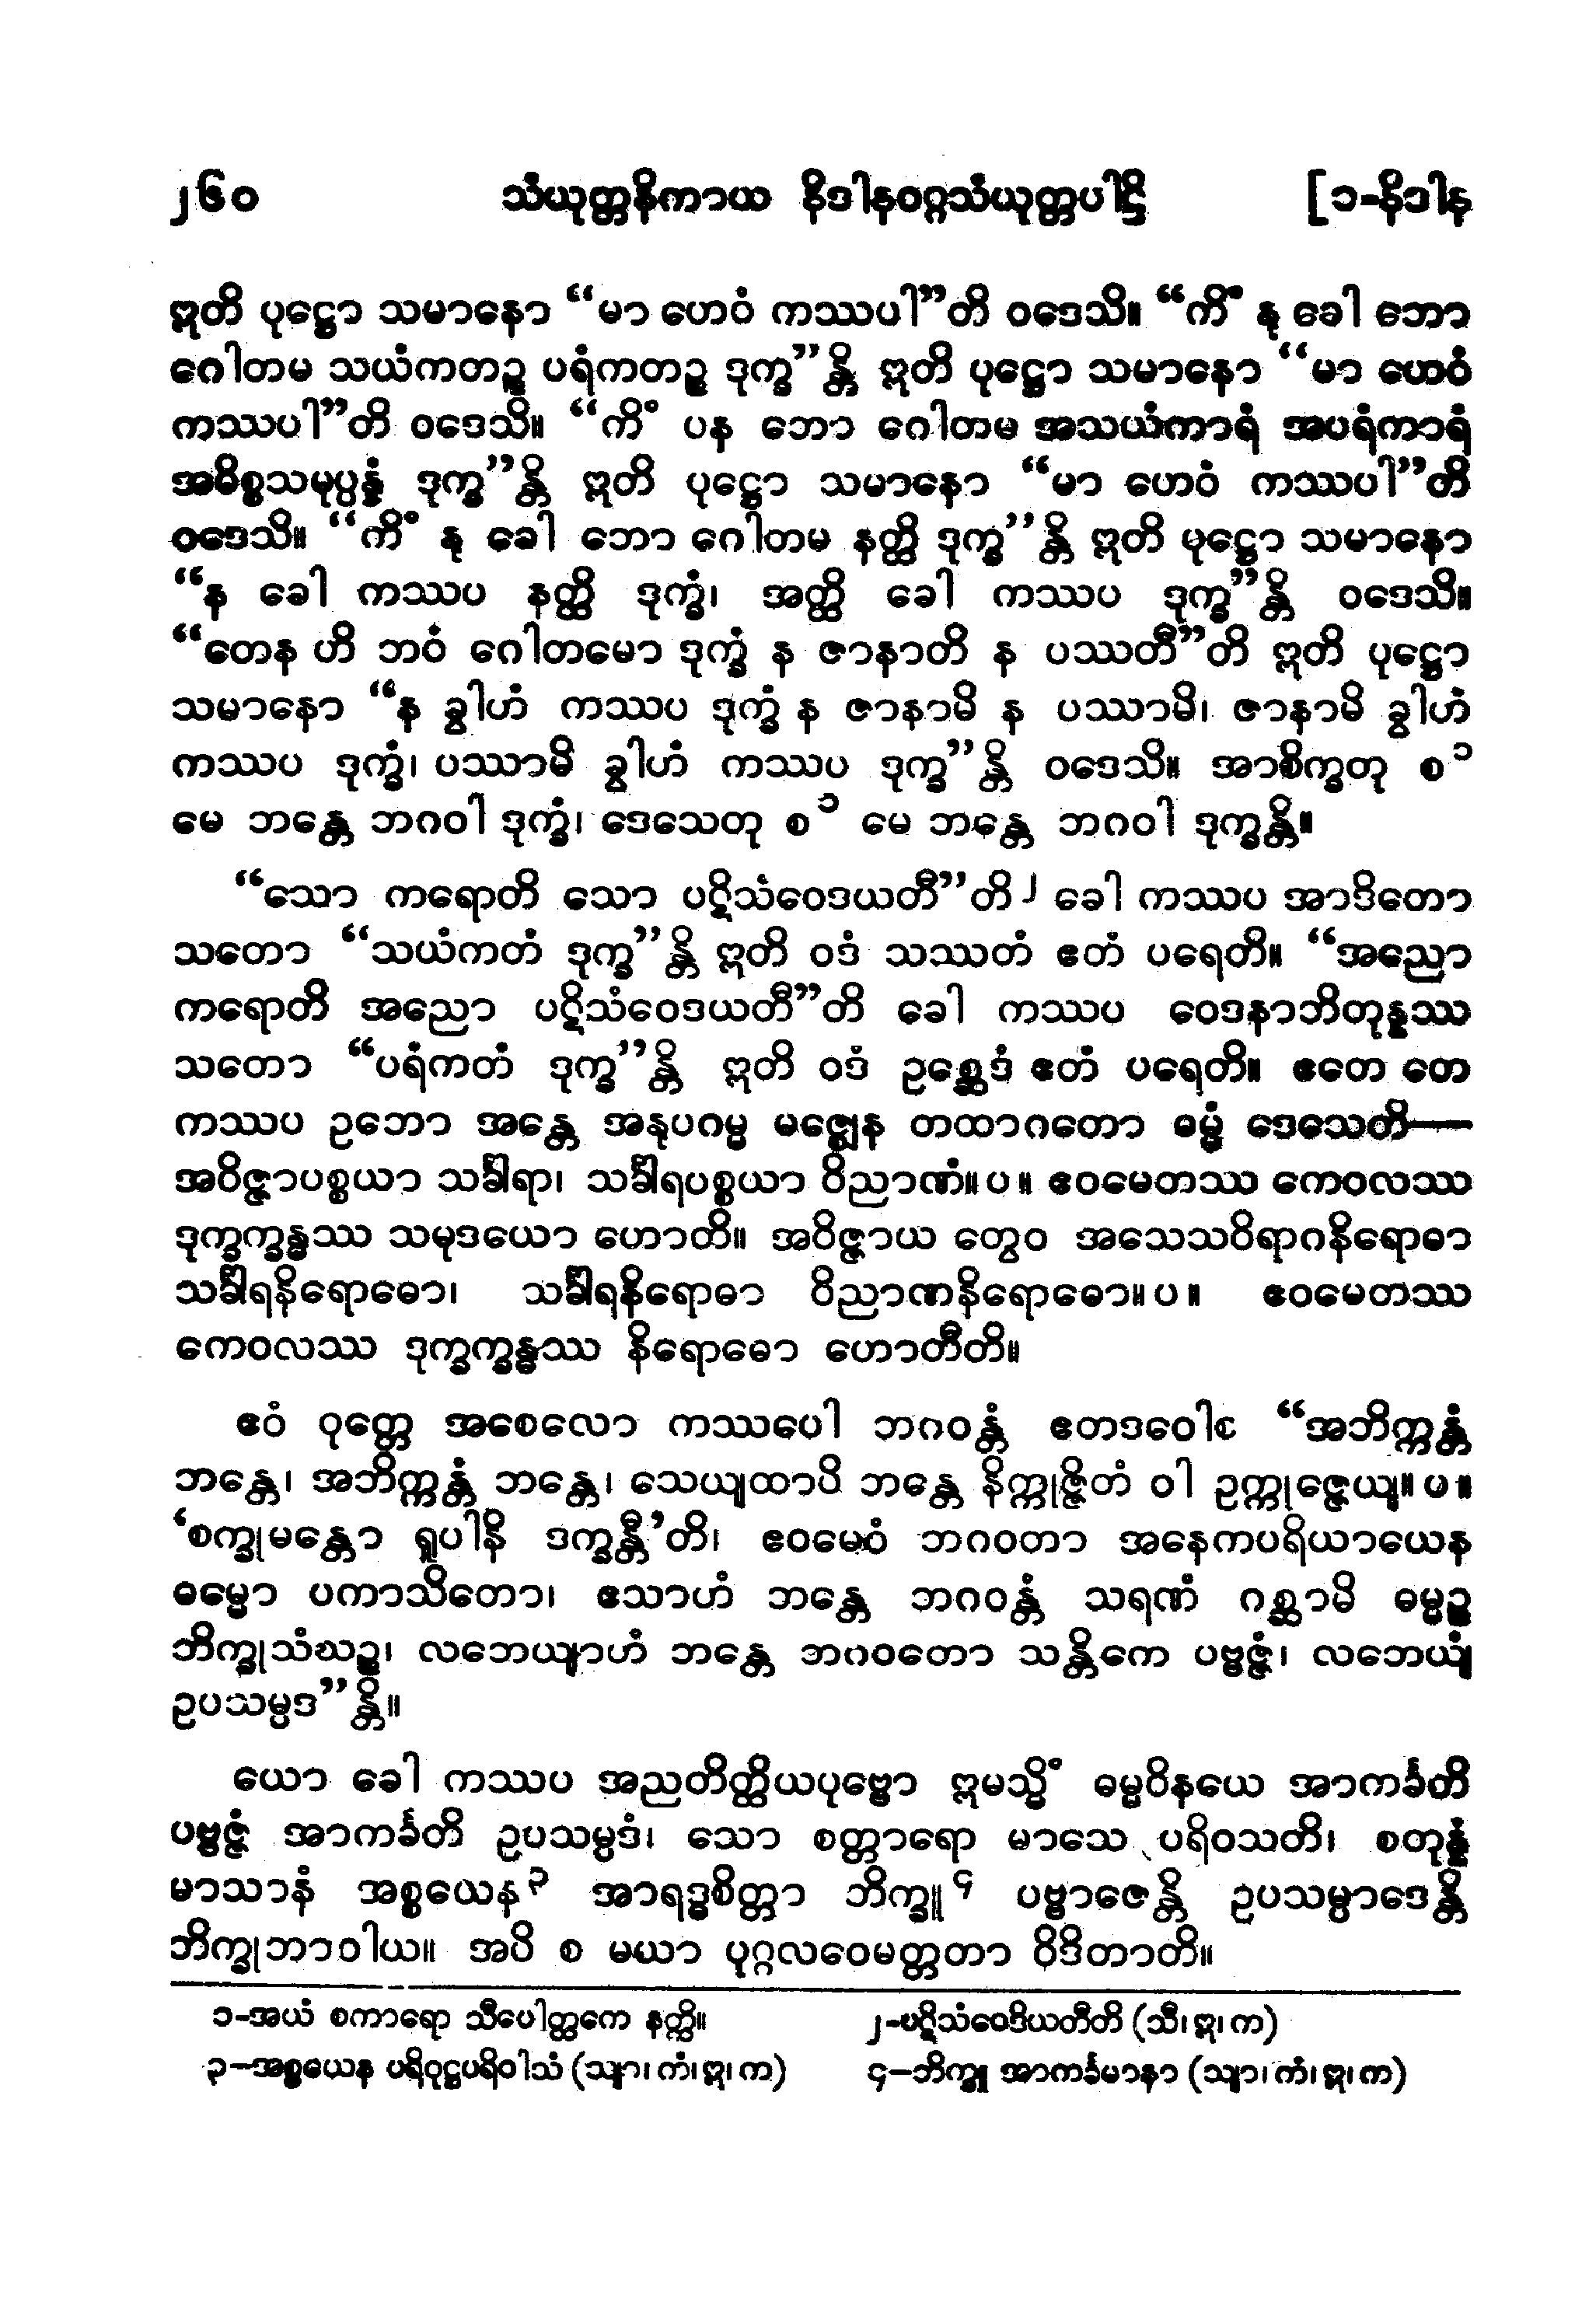 ၂၆၀ သံယုတ္တနိကာယ နိဒါနဝဂ္ဂသံယုတ္တပါဠိ [၁-နိဒါန
ဣတိ ပုဋ္ဌော သမာနော “မာ ဟေဝံ ကဿပါ”တိ ဝဒေသိ။ “ကိံ နု ခေါ ဘော
ဂေါတမ သယံကတဉ္စ ပရံကတဉ္စ ဒုက္ခ”န္တိ ဣတိ ပုဋ္ဌော သမာနော “မာ ဟေဝံ
ကဿပါ”တိ ဝဒေသိ။ “ကိံ ပန ဘော ဂေါတမ အသယံကာရံ အပရံကာရံ
အဓိစ္စသမုပ္ပန္နံ ဒုက္ခ”န္တိ ဣတိ ပုဋ္ဌော သမာနော “မာ ဟေဝံ ကဿပါ”တိ
ဝဒေသိ။ “ကိံ နု ခေါ ဘော ဂေါတမ နတ္ထိ ဒုက္ခ”န္တိ ဣတိ မုဋ္ဌော သမာနော
“န ခေါ ကဿပ နတ္ထိ ဒုက္ခံ၊ အတ္ထိ ခေါ ကဿပ ဒုက္ခ”န္တိ ဝဒေသိ။
“တေန ဟိ ဘဝံ ဂေါတမော ဒုက္ခံ န ဇာနာတိ န ပဿတီ”တိ ဣတိ ပုဋ္ဌော
သမာနော “န ခွါဟံ ကဿပ ဒုက္ခံ န ဇာနာမိ န ပဿာမိ၊ ဇာနာမိ ခွါဟံ
ကဿပ ဒုက္ခံ၊ ပဿာမိ ခွါဟံ ကဿပ ဒုက္ခ”န္တိ ဝဒေသိ။ အာစိက္ခတု စ၁
မေ ဘန္တေ ဘဂဝါ ဒုက္ခံ၊ ဒေသေတု စ၁ မေ ဘန္တေ ဘဂဝါ ဒုက္ခန္တိ။
“သော ကရောတိ သော ပဋိသံဝေဒယတီ”တိ၂ ခေါ ကဿပ အာဒိတော
သတော “သယံကတံ ဒုက္ခ”န္တိ ဣတိ ဝဒံ သဿတံ ဧတံ ပရေတိ။ “အညော
ကရောတိ အညော ပဋိသံဝေဒယတီ”တိ ခေါ ကဿပ ဝေဒနာဘိတုန္နဿ
သတော “ပရံကတံ ဒုက္ခ”န္တိ ဣတိ ဝဒံ ဥစ္ဆေဒံ ဧတံ ပရေတိ။ ဧတေ တေ
ကဿပ ဥဘော အန္တေ အနုပဂမ္မ မဇ္ဈေန တထာဂတော ဓမ္မံ ဒေသေတိ—
အဝိဇ္ဇာပစ္စယာ သင်္ခါရာ၊ သင်္ခါရပစ္စယာ ဝိညာဏံ။ ပ။ ဧဝမေတဿ ကေဝလဿ
ဒုက္ခက္ခန္ဓဿ သမုဒယော ဟောတိ။ အဝိဇ္ဇာယ တွေဝ အသေသဝိရာဂနိရောဓာ
သင်္ခါရနိရောဓော၊ သင်္ခါရနိရောဓာ ဝိညာဏနိရောဓော။ ပ။ ဧဝမေတဿ
ကေဝလဿ ဒုက္ခက္ခန္ဓဿ နိရောဓော ဟောတီတိ။
ဧဝံ ဝုတ္တေ အစေလော ကဿပေါ ဘဂဝန္တံ ဧတဒဝေါစ “အဘိက္ကန္တံ
ဘန္တေ၊ အဘိက္ကန္တံ ဘန္တေ၊ သေယျထာပိ ဘန္တေ နိက္ကုဇ္ဇိတံ ဝါ ဥက္ကုဇ္ဇေယျ။ ပ။
‘စက္ခုမန္တော ရူပါနိ ဒက္ခန္တီ’တိ၊ ဧဝမေဝံ ဘဂဝတာ အနေကပရိယာယေန
ဓမ္မော ပကာသိတော၊ ဧသာဟံ ဘန္တေ ဘဂဝန္တံ သရဏံ ဂစ္ဆာမိ ဓမ္မဉ္စ
ဘိက္ခုသံဃဉ္စ၊ လဘေယျာဟံ ဘန္တေ ဘဂဝတော သန္တိကေ ပဗ္ဗဇ္ဇံ၊ လဘေယျံ
ဥပသမ္ပဒ”န္တိ။
ယော ခေါ ကဿပ အညတိတ္ထိယပုဗ္ဗော ဣမသ္မိံ ဓမ္မဝိနယေ အာကင်္ခတိ
ပဗ္ဗဇ္ဇံ အာကင်္ခတိ ဥပသမ္ပဒံ၊ သော စတ္တာရော မာသေ ပရိဝသတိ၊ စတုန္နံ
မာသာနံ အစ္စယေန၃ အာရဒ္ဓစိတ္တာ ဘိက္ခူ၄ ပဗ္ဗာဇေန္တိ ဥပသမ္ပာဒေန္တိ
ဘိက္ခုဘာဝါယ။ အပိ စ မယာ ပုဂ္ဂလဝေမတ္တတာ ဝိဒိတာတိ။
၁-အယံ စကာရော သီပေါတ္ထကေ နတ္ထိ။ ၂-ပဋိသံဝေဒိယတီတိ (သီ၊ ဣ၊ က)
၃–အစ္စယေန ပရိဝုဋ္ဌပရိဝါသံ (သျာ၊ ကံ၊ ဣ၊ က) ၄–ဘိက္ခူ အာကင်္ခမာနာ (သျာ၊ ကံ၊ ဣ၊ က)